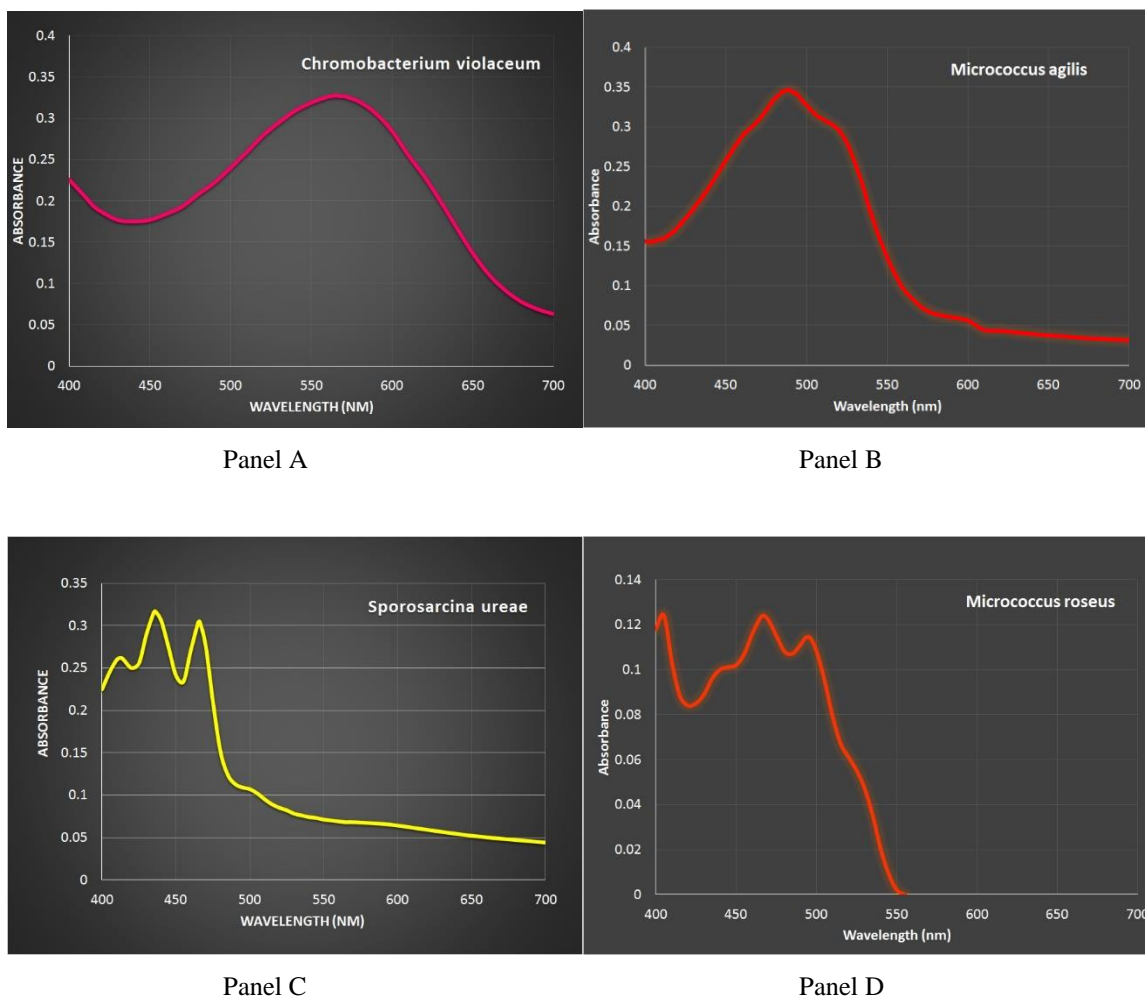 Chromobacterium violaceum
0.4
0.35
0.3
0.25
0.2
0.15
0.1
0.05
0
ABSORBANCE
400 450 500 550 600 650 700
WAVELENGTH (NM)
Panel A
Micrococcus agilis
0.4
0.35
0.3
0.25
0.2
0.15
0.1
0.05
0
Absorbance
400 450 500 550 600 650 700
Wavelength (nm)
Panel B
Sporosarcina ureae
0.35
0.3
0.25
0.2
0.15
0.1
0.05
0
ABSORBANCE
400 450 500 550 600 650 700
WAVELENGTH (NM)
Panel C
Micrococcus roseus
0.14
0.12
0.1
0.08
0.06
0.04
0.02
0
Absorbance
400 450 500 550 600 650 700
Wavelength (nm)
Panel D